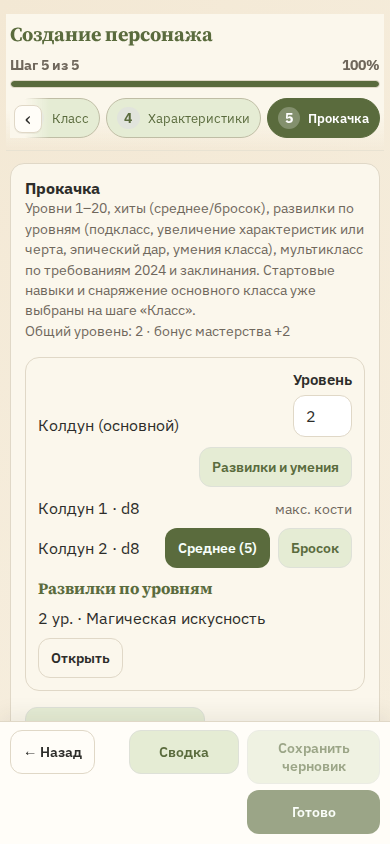 Создание персонажа
Шаг 5 из 5 100%
‹ Класс 4 Характеристики 5 Прокачка
Прокачка
Уровни 1–20, хиты (среднее/бросок), развилки по
уровням (подкласс, увеличение характеристик или
черта, эпический дар, умения класса), мультикласс
по требованиям 2024 и заклинания. Стартовые
навыки и снаряжение основного класса уже
выбраны на шаге «Класс».
Общий уровень: 2 · бонус мастерства +2
Уровень
Колдун (основной) 2
Развилки и умения
Колдун 1 · d8 макс. кости
Колдун 2 · d8 Среднее (5) Бросок
Развилки по уровням
2 ур. · Магическая искусность
Открыть
← Назад Сводка Сохранить
черновик
Готово